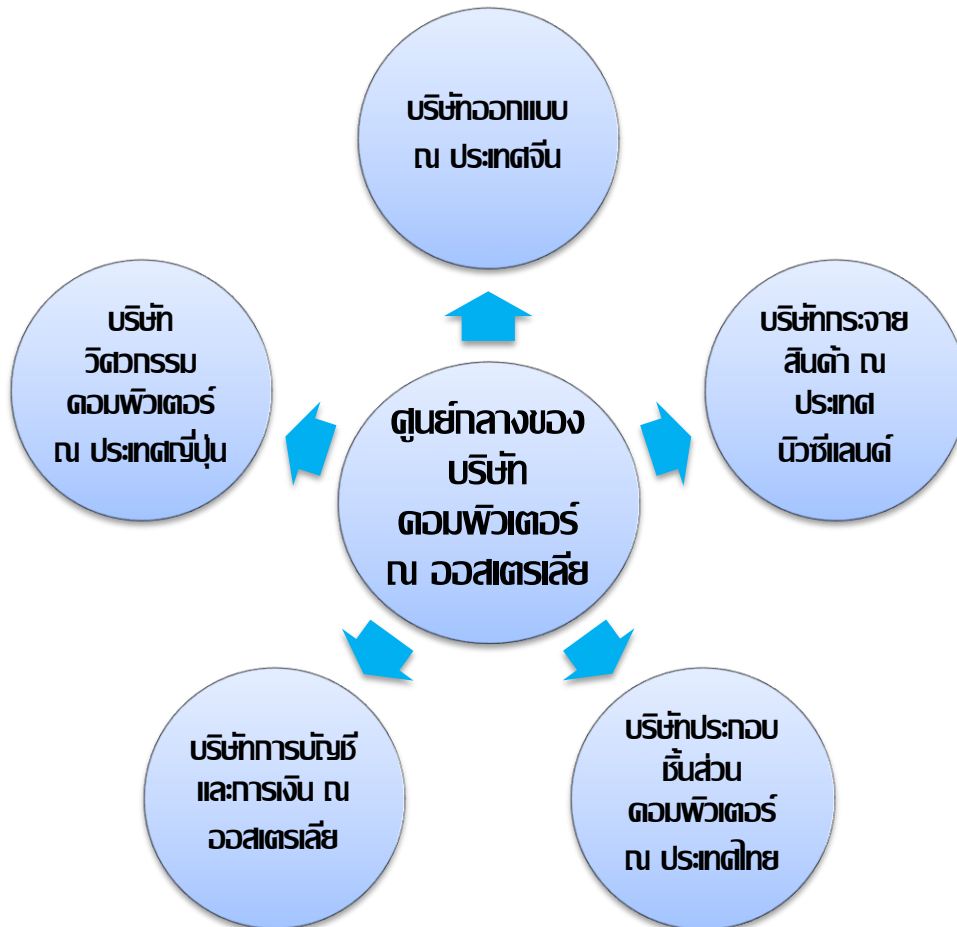 บริษัทออกแบบ
ณ ประเทศจีน
บริษัท
วิศวกรรม
คอมพิวเตอร์
ณ ประเทศญี่ปุ่น
บริษัทกระจาย
สินค้า ณ
ประเทศ
นิวซีแลนด์
ศูนย์กลางของ
บริษัท
คอมพิวเตอร์
ณ ออสเตรเลีย
บริษัทการบัญชี
และการเงิน ณ
ออสเตรเลีย
บริษัทประกอบ
ชิ้นส่วน
คอมพิวเตอร์
ณ ประเทศไทย